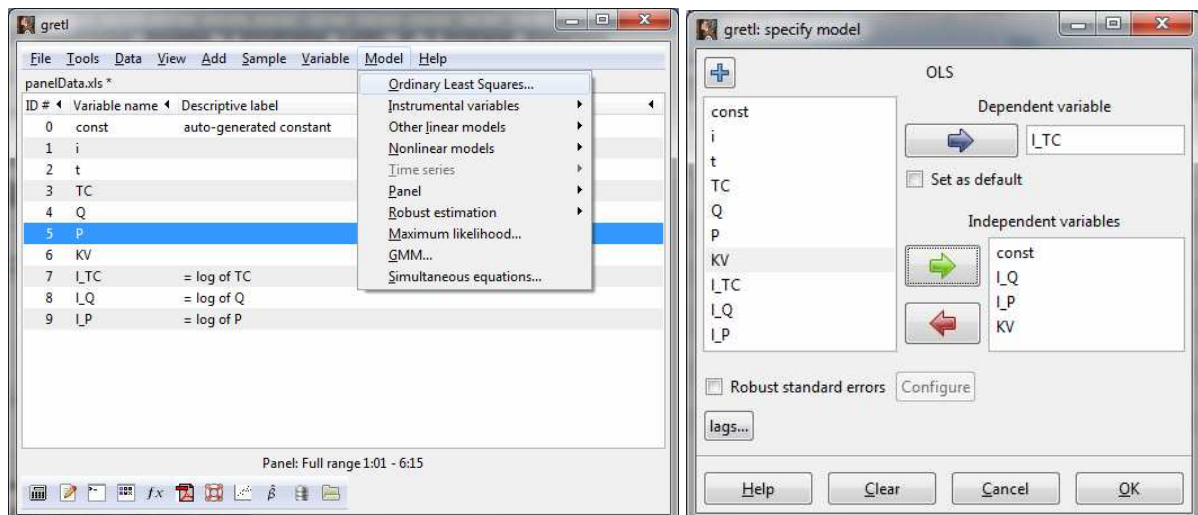 gretl
File Tools Data View Add Sample Variable Model Help
panelData.xls *
ID # Variable name Descriptive label
0 const auto-generated constant
1 i
2 t
3 TC
4 Q
5 P
6 KV
7 l_TC = log of TC
8 l_Q = log of Q
9 l_P = log of P
Ordinary Least Squares...
Instrumental variables
Other linear models
Nonlinear models
Time series
Panel
Robust estimation
Maximum likelihood...
GMM...
Simultaneous equations...
Panel: Full range 1:01 - 6:15
fx β̂
gretl: specify model
OLS
const
i
t
TC
Q
P
KV
l_TC
l_Q
l_P
Dependent variable
l_TC
Set as default
Independent variables
const
l_Q
l_P
KV
Robust standard errors Configure
lags...
Help Clear Cancel OK